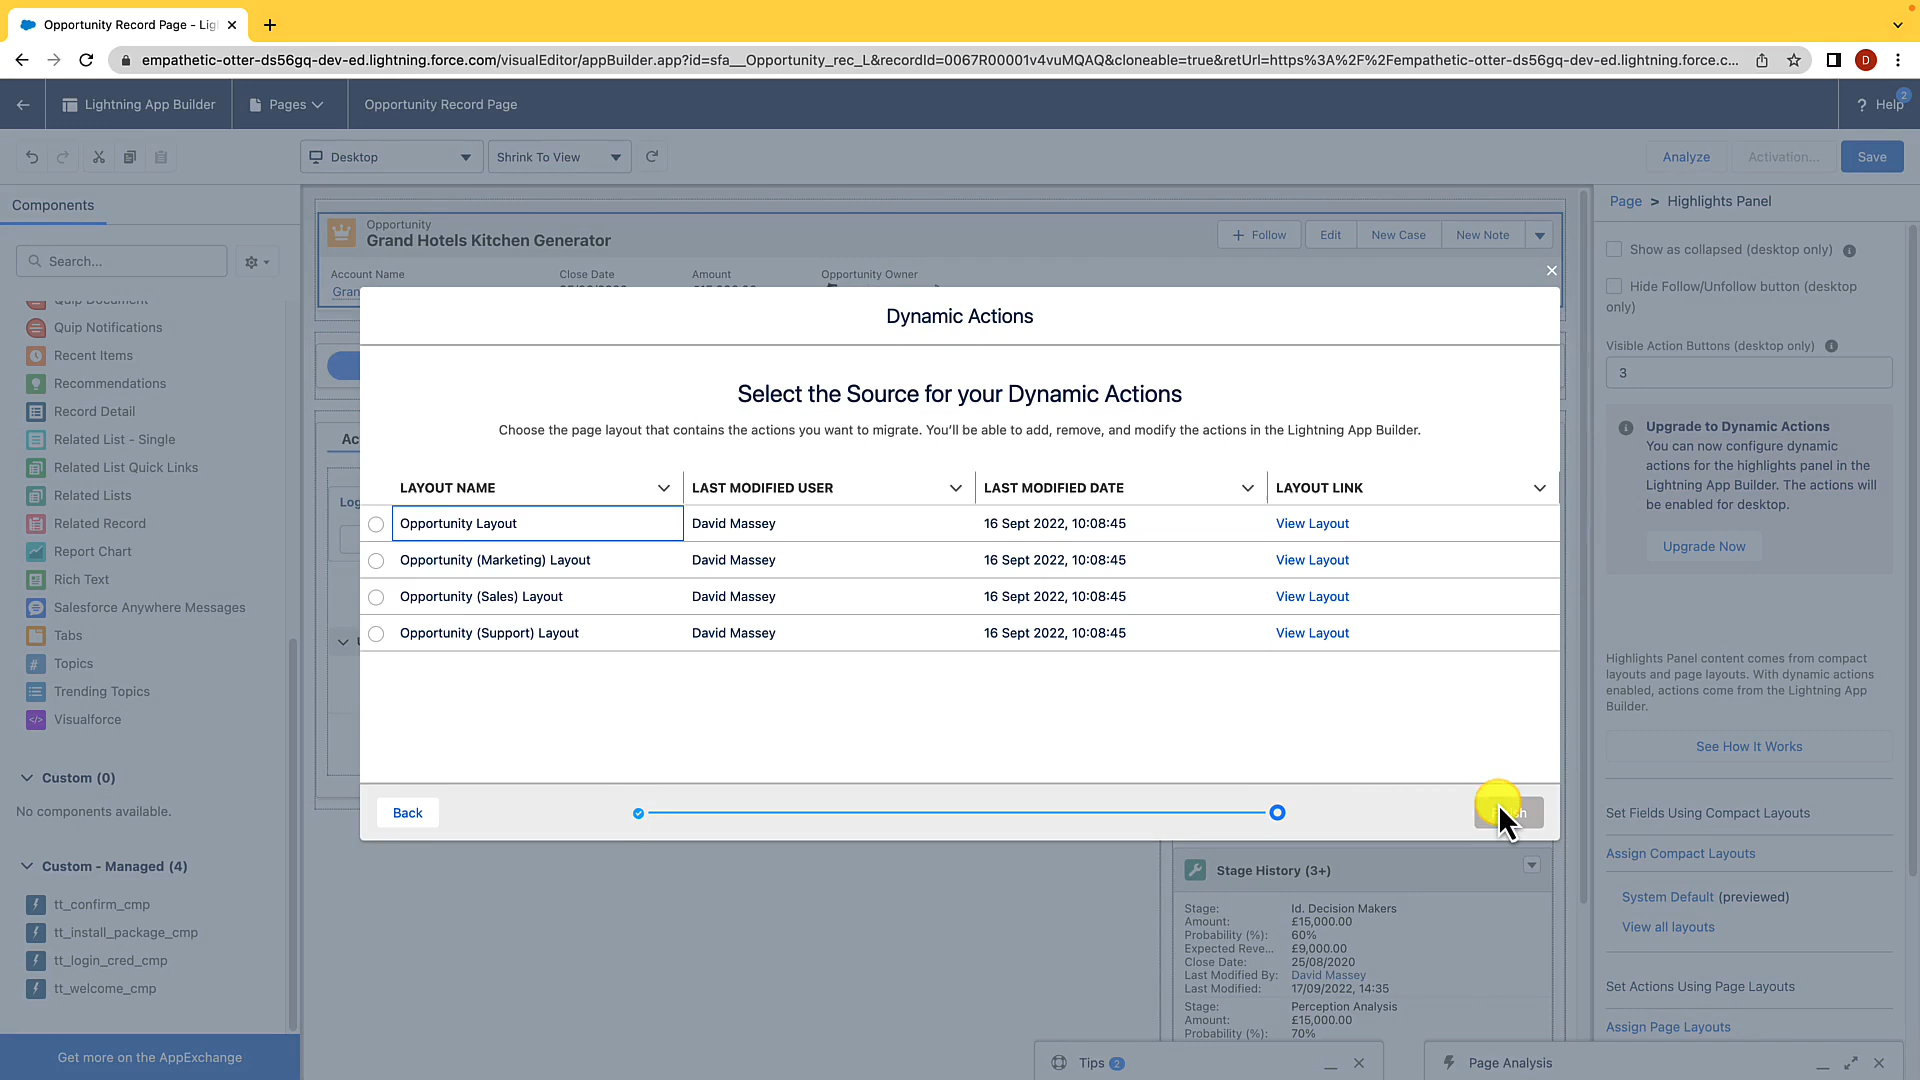 Opportunity Record Page - Lig
empathetic-otter-ds56gq-dev-ed.lightning.force.com/visualEditor/appBuilder.app?id=sfa__Opportunity_rec_L&recordId=0067R00001v4vuMQAQ&cloneable=true&retUrl=https%3A%2F%2Fempathetic-otter-ds56gq-dev-ed.lightning.force.c...
D
Lightning App Builder
Pages
Opportunity Record Page
? Help
2
Desktop
Shrink To View
Analyze
Activation...
Save
Components
Search...
Quip Document
Quip Notifications
Recent Items
Recommendations
Record Detail
Related List - Single
Related List Quick Links
Related Lists
Related Record
Report Chart
Rich Text
Salesforce Anywhere Messages
Tabs
Topics
Trending Topics
Visualforce
Custom (0)
No components available.
Custom - Managed (4)
tt_confirm_cmp
tt_install_package_cmp
tt_login_cred_cmp
tt_welcome_cmp
Get more on the AppExchange
Opportunity
Grand Hotels Kitchen Generator
+ Follow
Edit
New Case
New Note
Account Name
Close Date
Amount
Opportunity Owner
Gran
Ac
Log
Dynamic Actions
Select the Source for your Dynamic Actions
Choose the page layout that contains the actions you want to migrate. You'll be able to add, remove, and modify the actions in the Lightning App Builder.
LAYOUT NAME LAST MODIFIED USER LAST MODIFIED DATE LAYOUT LINK
Opportunity Layout David Massey 16 Sept 2022, 10:08:45 View Layout
Opportunity (Marketing) Layout David Massey 16 Sept 2022, 10:08:45 View Layout
Opportunity (Sales) Layout David Massey 16 Sept 2022, 10:08:45 View Layout
Opportunity (Support) Layout David Massey 16 Sept 2022, 10:08:45 View Layout
Back
Stage History (3+)
Stage: Id. Decision Makers
Amount: £15,000.00
Probability (%): 60%
Expected Reve... £9,000.00
Close Date: 25/08/2020
Last Modified By: David Massey
Last Modified: 17/09/2022, 14:35
Stage: Perception Analysis
Amount: £15,000.00
Probability (%): 70%
Tips 2
Page Analysis
Page > Highlights Panel
Show as collapsed (desktop only)
Hide Follow/Unfollow button (desktop
only)
Visible Action Buttons (desktop only)
3
Upgrade to Dynamic Actions
You can now configure dynamic
actions for the highlights panel in the
Lightning App Builder. The actions will
be enabled for desktop.
Upgrade Now
Highlights Panel content comes from compact
layouts and page layouts. With dynamic actions
enabled, actions come from the Lightning App
Builder.
See How It Works
Set Fields Using Compact Layouts
Assign Compact Layouts
System Default (previewed)
View all layouts
Set Actions Using Page Layouts
Assign Page Layouts